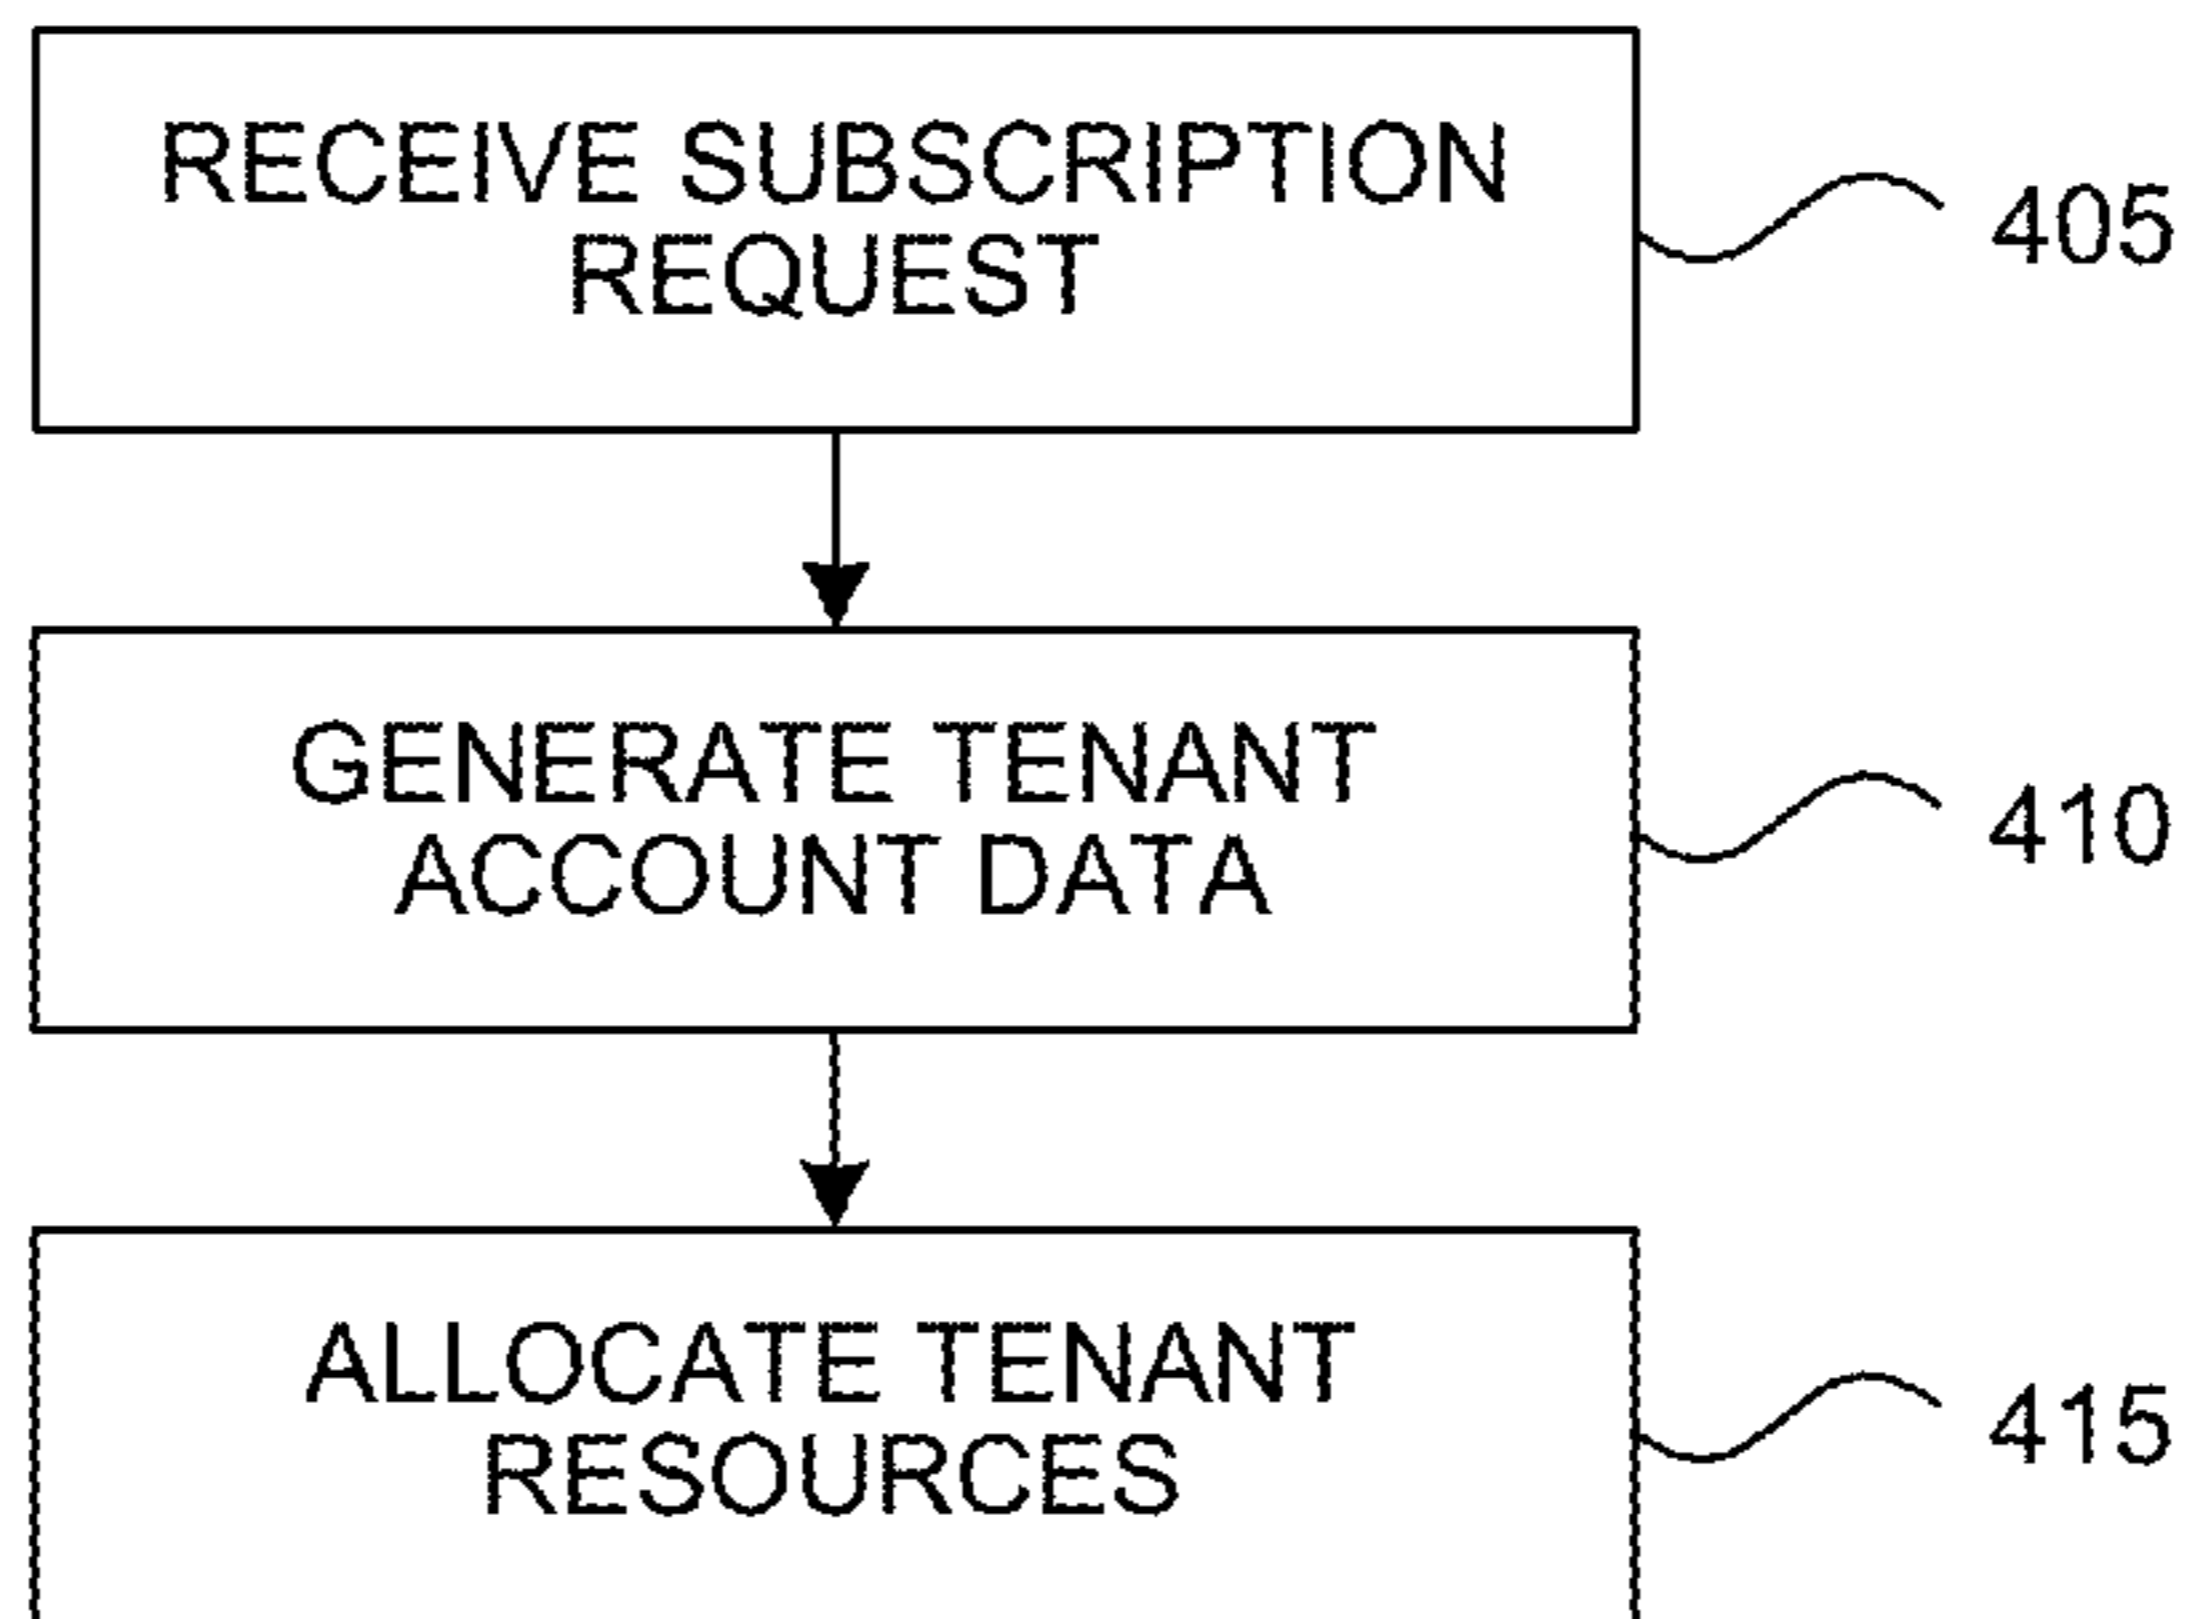 RECEIVE SUBSCRIPTION
REQUEST
405
GENERATE TENANT
ACCOUNT DATA
410
ALLOCATE TENANT
RESOURCES
415